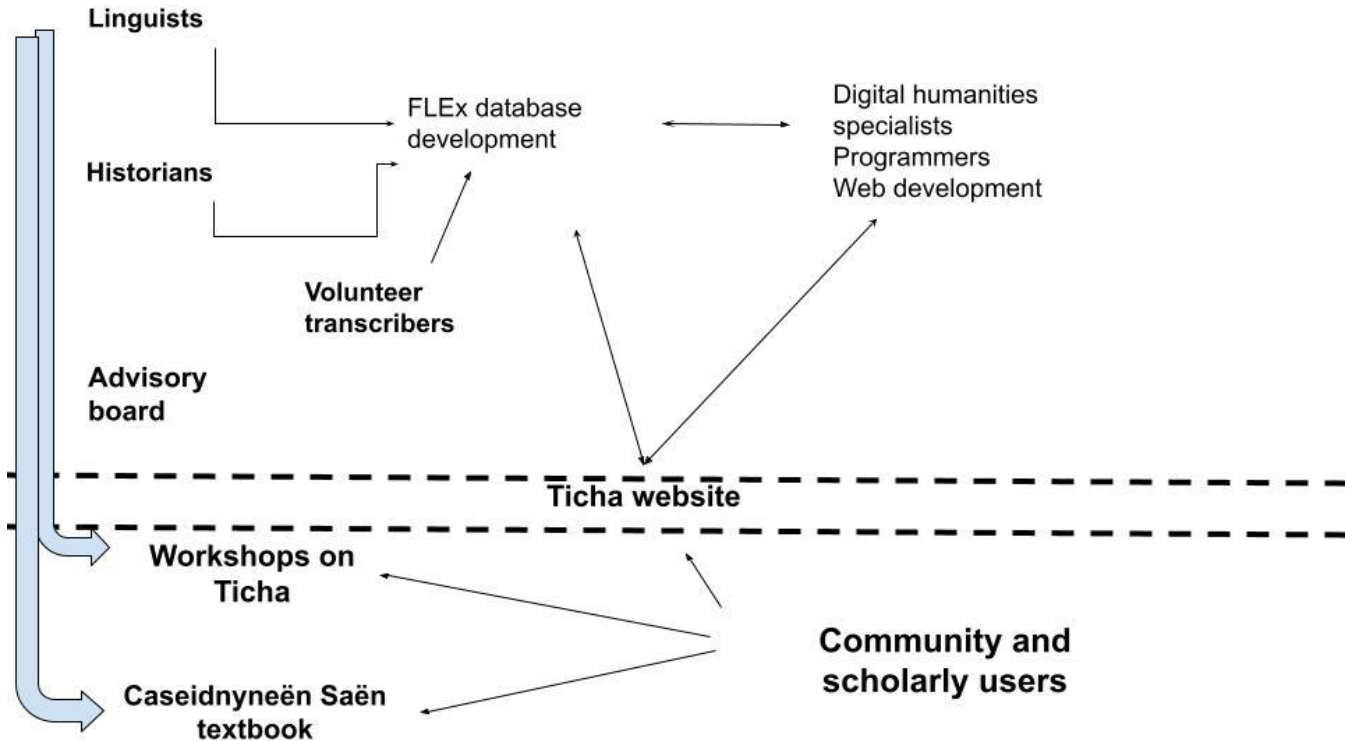 Linguists
FLEx database
development
Digital humanities
specialists
Programmers
Web development
Historians
Volunteer
transcribers
Advisory
board
Ticha website
Workshops on
Ticha
Community and
scholarly users
Caseidnyneën Saën
textbook